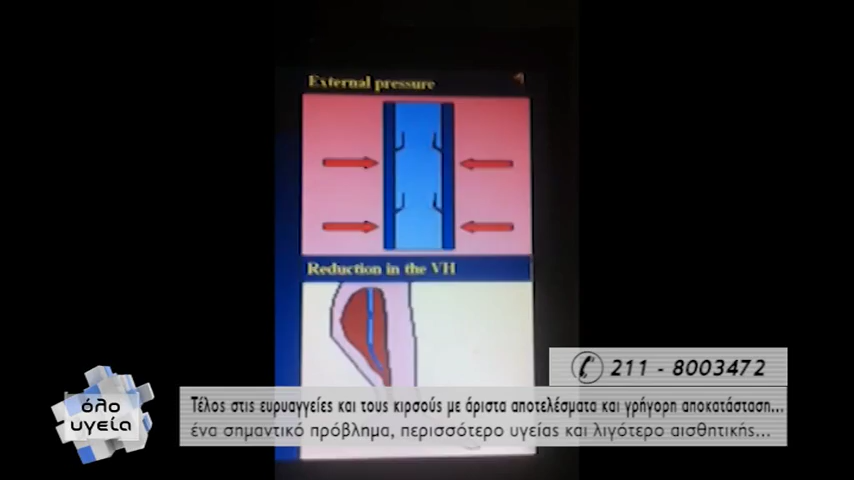 External pressure
Reduction in the VH
211 - 8003472
Τέλος στις ευρυαγγείες και τους κιρσούς με άριστα αποτελέσματα και γρήγορη αποκατάσταση...
ένα σημαντικό πρόβλημα, περισσότερο υγείας και λιγότερο αισθητικής...
όλο
υγεία